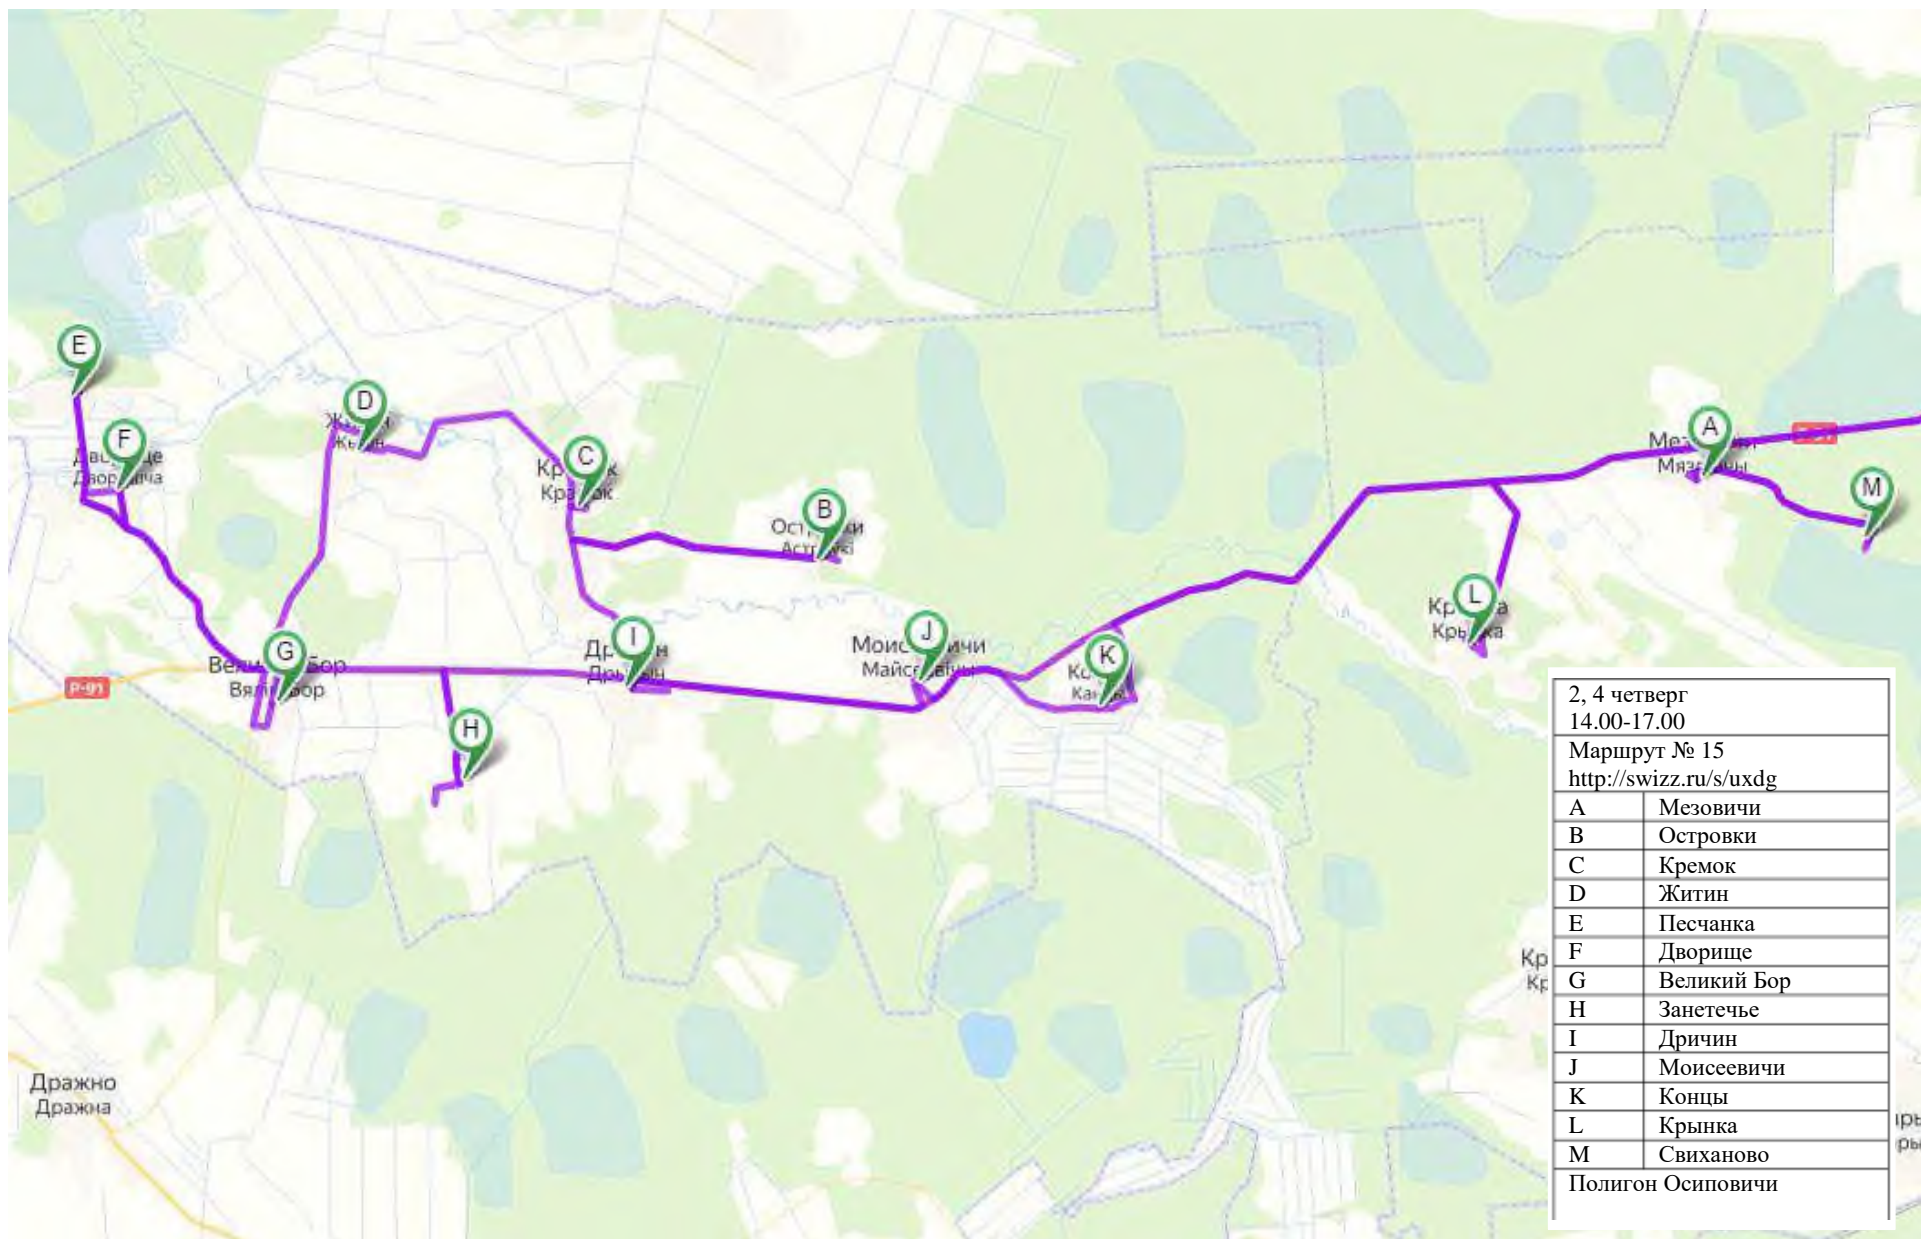 E
D
F
C
B
A
M
L
I
J
K
G
H
P-91
Дражно
Дражна
2, 4 четверг
14.00-17.00
Маршрут № 15
http://swizz.ru/s/uxdg
A Мезовичи
B Островки
C Кремок
D Житин
E Песчанка
F Дворище
G Великий Бор
H Занетечье
I Дричин
J Моисеевичи
K Концы
L Крынка
M Свиханово
Полигон Осиповичи